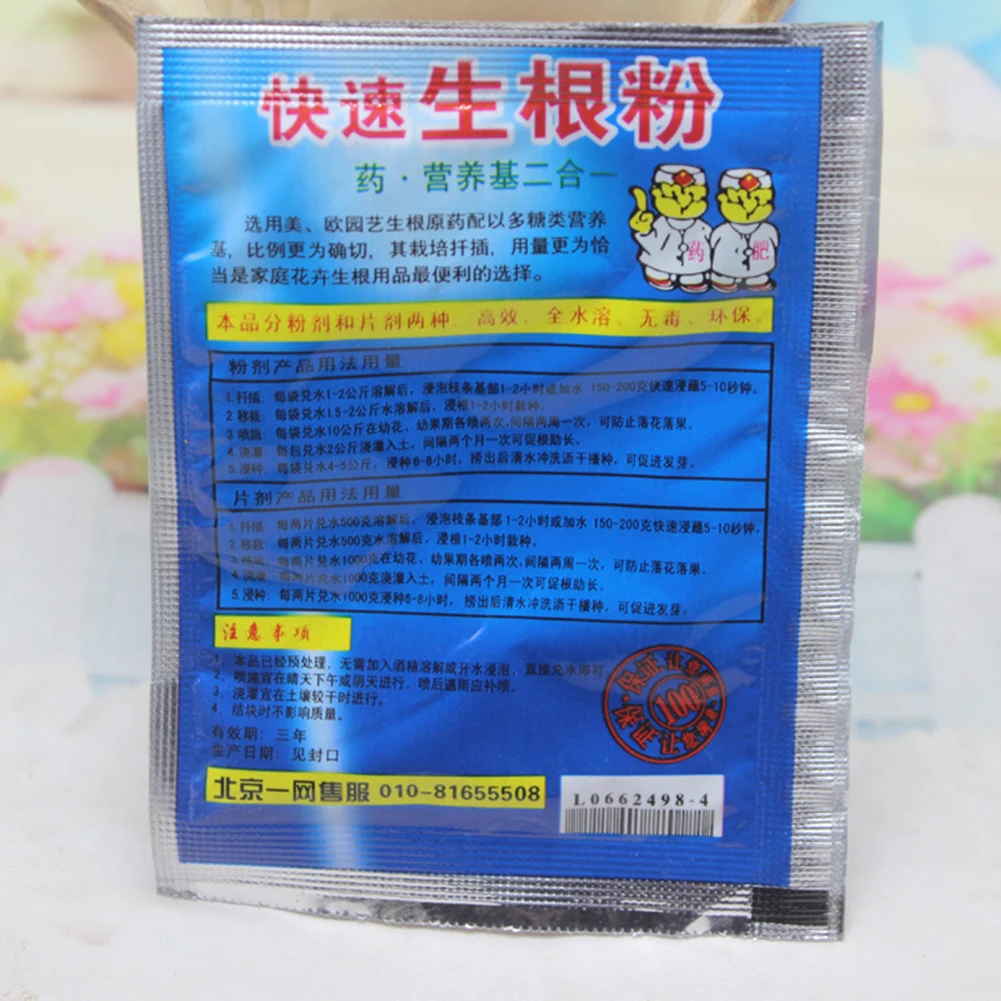 快速生根粉
药·营养基二合一
选用美、欧园艺生根原药配以多糖类营养
基,比例更为确切,其栽培扦插,用量更为恰
当是家庭花卉生根用品最便利的选择。
药
肥
本品分粉剂和片剂两种、高效、全水溶、无毒、环保。
粉剂产品用法用量
1.扦插:每袋兑水1-2公斤溶解后,浸泡枝条基部1-2小时或加水 150-200克快速浸蘸5-10秒钟。
2.移栽:每袋兑水1.5-2公斤水溶解后,浸根1-2小时栽种。
3.喷施:每袋兑水10公斤在幼花、幼果期各喷两次,间隔两周一次,可防止落花落果。
4.浇灌:每包兑水2公斤浇灌入土,间隔两个月一次可促根助长。
5.浸种:每袋兑水4-5公斤,浸种6-8小时,捞出后清水冲洗沥干播种,可促进发芽。
片剂产品用法用量
1.扦插:每两片兑水500克溶解后,浸泡枝条基部1-2小时或加水 150-200克快速浸蘸5-10秒钟。
2.移栽:每两片兑水500克水溶解后,浸根1-2小时栽种。
3.喷施:每两片兑水1000克在幼花、幼果期各喷两次,间隔两周一次,可防止落花落果。
4.浇灌:每两片兑水1000克浇灌入土,间隔两个月一次可促根助长。
5.浸种:每两片兑水1000克浸种6-8小时,捞出后清水冲洗沥干播种,可促进发芽。
注意事项
1、本品已经预处理,无需加入酒精溶解或开水浸泡,直接兑水即可
2、喷施宜在晴天下午或阴天进行,喷后遇雨应补喷。
3、浇灌宜在土壤较干时进行。
4、结块时不影响质量。
有效期:三年
生产日期:见封口
保证让您满意
100%
保证让您满意
北京一网售服 010-81655508
L0662498-4